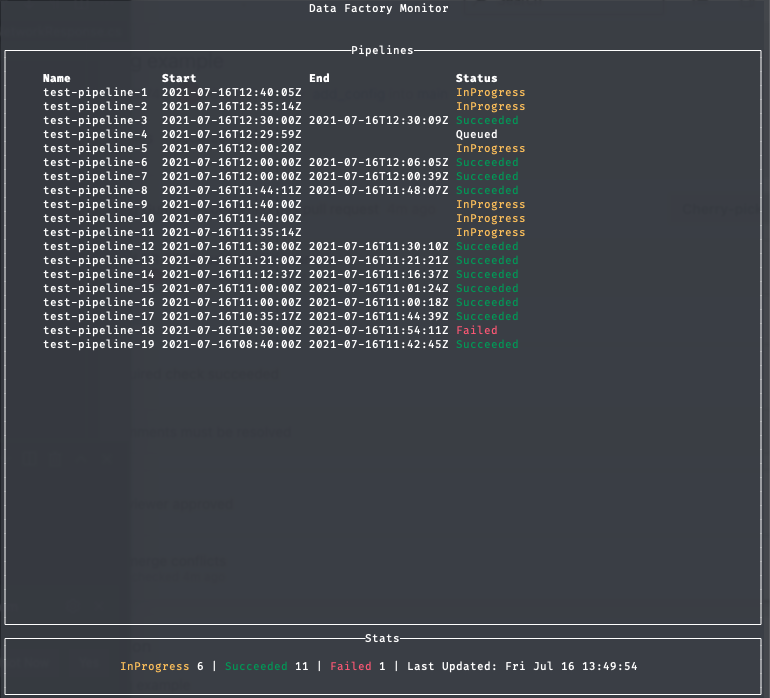 Data Factory Monitor
Pipelines
Name Start End Status
test-pipeline-1 2021-07-16T12:40:05Z InProgress
test-pipeline-2 2021-07-16T12:35:14Z InProgress
test-pipeline-3 2021-07-16T12:30:00Z 2021-07-16T12:30:09Z Succeeded
test-pipeline-4 2021-07-16T12:29:59Z Queued
test-pipeline-5 2021-07-16T12:00:20Z InProgress
test-pipeline-6 2021-07-16T12:00:00Z 2021-07-16T12:06:05Z Succeeded
test-pipeline-7 2021-07-16T12:00:00Z 2021-07-16T12:00:39Z Succeeded
test-pipeline-8 2021-07-16T11:44:11Z 2021-07-16T11:48:07Z Succeeded
test-pipeline-9 2021-07-16T11:40:00Z InProgress
test-pipeline-10 2021-07-16T11:40:00Z InProgress
test-pipeline-11 2021-07-16T11:35:14Z InProgress
test-pipeline-12 2021-07-16T11:30:00Z 2021-07-16T11:30:10Z Succeeded
test-pipeline-13 2021-07-16T11:21:00Z 2021-07-16T11:21:21Z Succeeded
test-pipeline-14 2021-07-16T11:12:37Z 2021-07-16T11:16:37Z Succeeded
test-pipeline-15 2021-07-16T11:00:00Z 2021-07-16T11:01:24Z Succeeded
test-pipeline-16 2021-07-16T11:00:00Z 2021-07-16T11:00:18Z Succeeded
test-pipeline-17 2021-07-16T10:35:17Z 2021-07-16T11:44:39Z Succeeded
test-pipeline-18 2021-07-16T10:30:00Z 2021-07-16T11:54:11Z Failed
test-pipeline-19 2021-07-16T08:40:00Z 2021-07-16T11:42:45Z Succeeded
Stats
InProgress 6 | Succeeded 11 | Failed 1 | Last Updated: Fri Jul 16 13:49:54